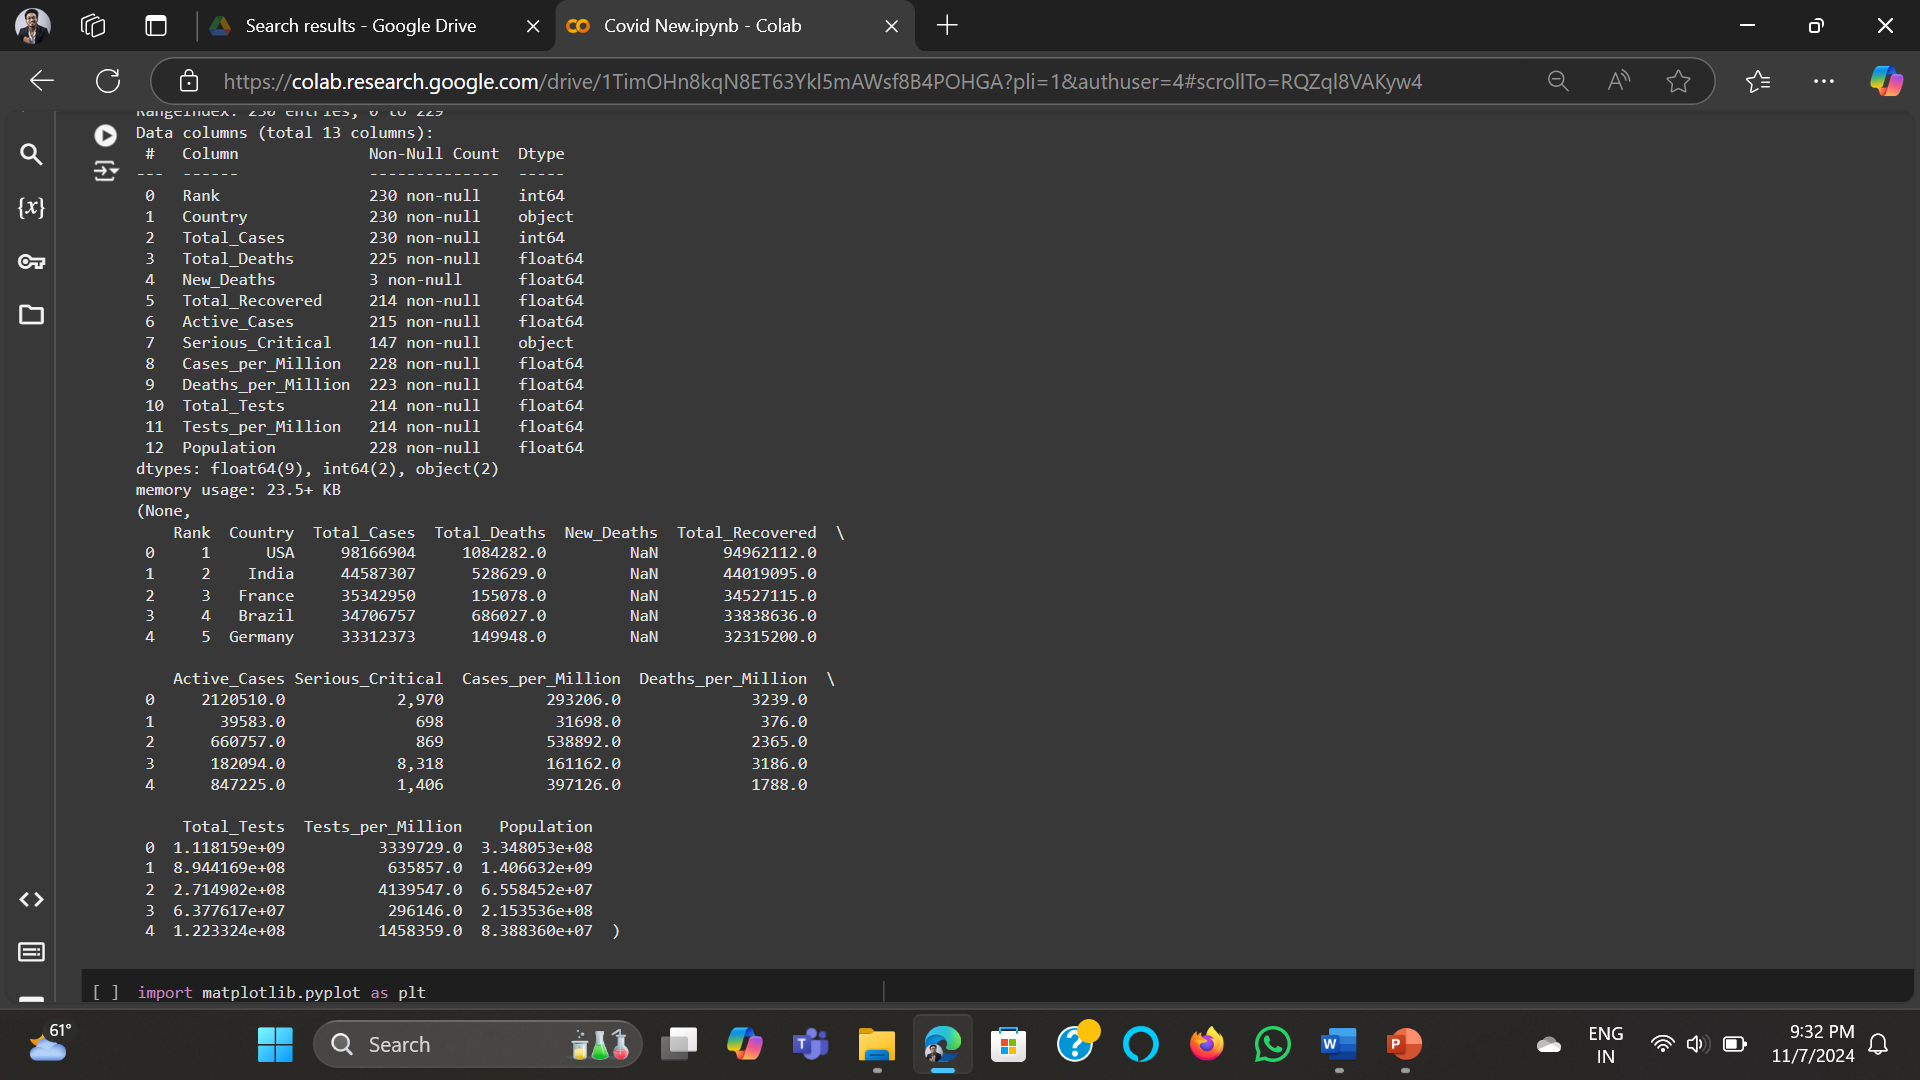 Search results - Google Drive
Covid New.ipynb - Colab
https://colab.research.google.com/drive/1TimOHn8kqN8ET63Ykl5mAWsf8B4POHGA?pli=1&authuser=4#scrollTo=RQZql8VAKyw4
RangeIndex: 230 entries, 0 to 229
Data columns (total 13 columns):
 #   Column               Non-Null Count  Dtype
---  ------               --------------  -----
 0   Rank                 230 non-null    int64
 1   Country              230 non-null    object
 2   Total_Cases          230 non-null    int64
 3   Total_Deaths         225 non-null    float64
 4   New_Deaths           3 non-null      float64
 5   Total_Recovered      214 non-null    float64
 6   Active_Cases         215 non-null    float64
 7   Serious_Critical     147 non-null    object
 8   Cases_per_Million    228 non-null    float64
 9   Deaths_per_Million   223 non-null    float64
 10  Total_Tests          214 non-null    float64
 11  Tests_per_Million    214 non-null    float64
 12  Population           228 non-null    float64
dtypes: float64(9), int64(2), object(2)
memory usage: 23.5+ KB
(None,
    Rank  Country  Total_Cases  Total_Deaths  New_Deaths  Total_Recovered  \
 0     1      USA     98166904     1084282.0         NaN       94962112.0
 1     2    India     44587307      528629.0         NaN       44019095.0
 2     3   France     35342950      155078.0         NaN       34527115.0
 3     4   Brazil     34706757      686027.0         NaN       33838636.0
 4     5  Germany     33312373      149948.0         NaN       32315200.0
    Active_Cases Serious_Critical  Cases_per_Million  Deaths_per_Million  \
 0     2120510.0            2,970           293206.0              3239.0
 1       39583.0              698            31698.0               376.0
 2      660757.0              869           538892.0              2365.0
 3      182094.0            8,318           161162.0              3186.0
 4      847225.0            1,406           397126.0              1788.0
     Total_Tests  Tests_per_Million    Population
 0  1.118159e+09          3339729.0  3.348053e+08
 1  8.944169e+08           635857.0  1.406632e+09
 2  2.714902e+08          4139547.0  6.558452e+07
 3  6.377617e+07           296146.0  2.153536e+08
 4  1.223324e+08          1458359.0  8.388360e+07  )
[ ] import matplotlib.pyplot as plt
61°
Search
ENG
IN
9:32 PM
11/7/2024